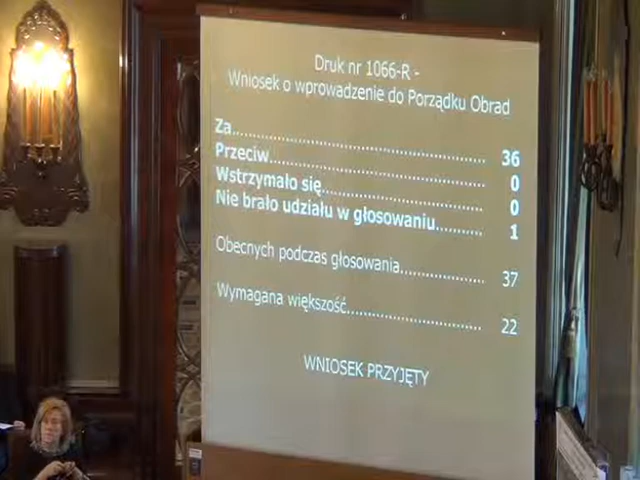 Druk nr 1066-R -
Wniosek o wprowadzenie do Porządku Obrad
Za.......................................................... 36
Przeciw.................................................. 0
Wstrzymało się...................................... 0
Nie brało udziału w głosowaniu........... 1
Obecnych podczas głosowania................ 37
Wymagana większość........................... 22
WNIOSEK PRZYJĘTY